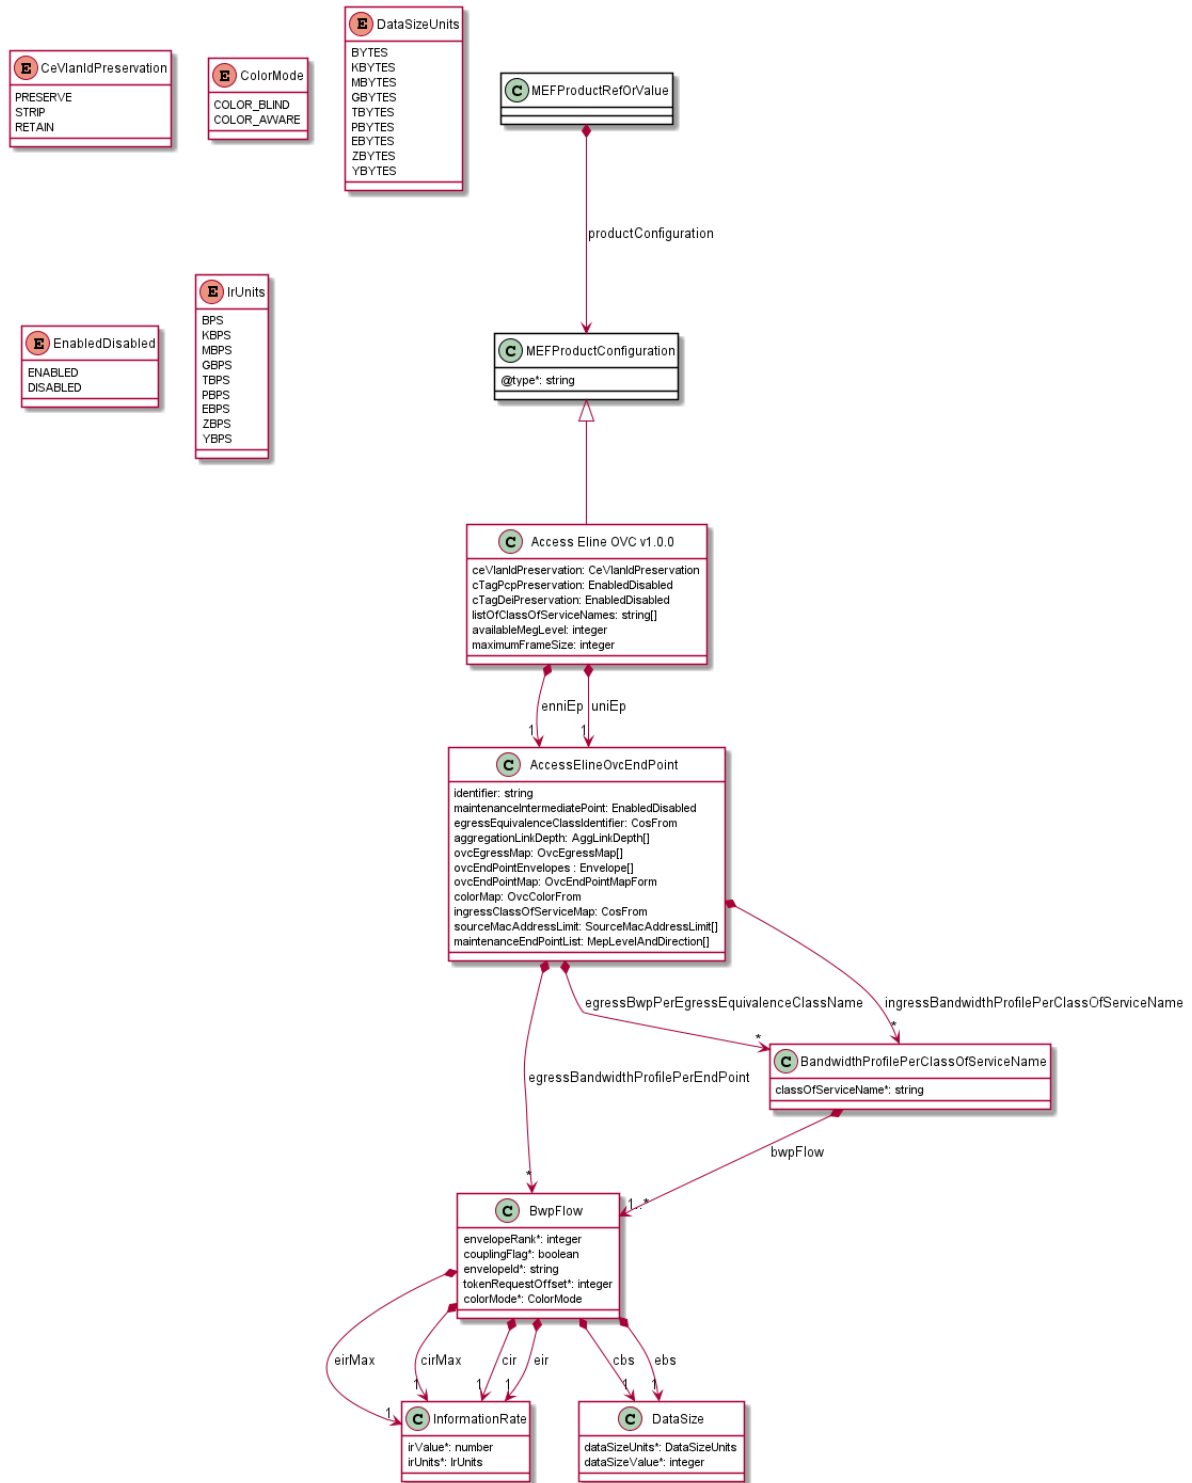 E CeVlanIdPreservation
PRESERVE
STRIP
RETAIN
E ColorMode
COLOR_BLIND
COLOR_AWARE
E DataSizeUnits
BYTES
KBYTES
MBYTES
GBYTES
TBYTES
PBYTES
EBYTES
ZBYTES
YBYTES
C MEFProductRefOrValue
productConfiguration
E EnabledDisabled
ENABLED
DISABLED
E IrUnits
BPS
KBPS
MBPS
GBPS
TBPS
PBPS
EBPS
ZBPS
YBPS
C MEFProductConfiguration
@type*: string
C Access Eline OVC v1.0.0
ceVlanIdPreservation: CeVlanIdPreservation
cTagPcpPreservation: EnabledDisabled
cTagDeiPreservation: EnabledDisabled
listOfClassOfServiceNames: string[]
availableMegLevel: integer
maximumFrameSize: integer
enniEp
uniEp
1
1
C AccessElineOvcEndPoint
identifier: string
maintenanceIntermediatePoint: EnabledDisabled
egressEquivalenceClassIdentifier: CosFrom
aggregationLinkDepth: AggLinkDepth[]
ovcEgressMap: OvcEgressMap[]
ovcEndPointEnvelopes : Envelope[]
ovcEndPointMap: OvcEndPointMapForm
colorMap: OvcColorFrom
ingressClassOfServiceMap: CosFrom
sourceMacAddressLimit: SourceMacAddressLimit[]
maintenanceEndPointList: MepLevelAndDirection[]
egressBwpPerEgressEquivalenceClassName
ingressBandwidthProfilePerClassOfServiceName
*
*
C BandwidthProfilePerClassOfServiceName
classOfServiceName*: string
egressBandwidthProfilePerEndPoint
bwpFlow
*
1..*
C BwpFlow
envelopeRank*: integer
couplingFlag*: boolean
envelopeId*: string
tokenRequestOffset*: integer
colorMode*: ColorMode
eirMax
cirMax
cir
eir
cbs
ebs
1
1
1
1
1
1
C InformationRate
irValue*: number
irUnits*: IrUnits
C DataSize
dataSizeUnits*: DataSizeUnits
dataSizeValue*: integer